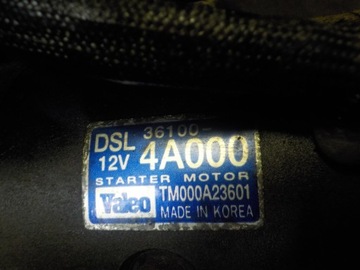 DSL 36100-
12V 4A000
STARTER MOTOR
Valeo TM000A23601
MADE IN KOREA